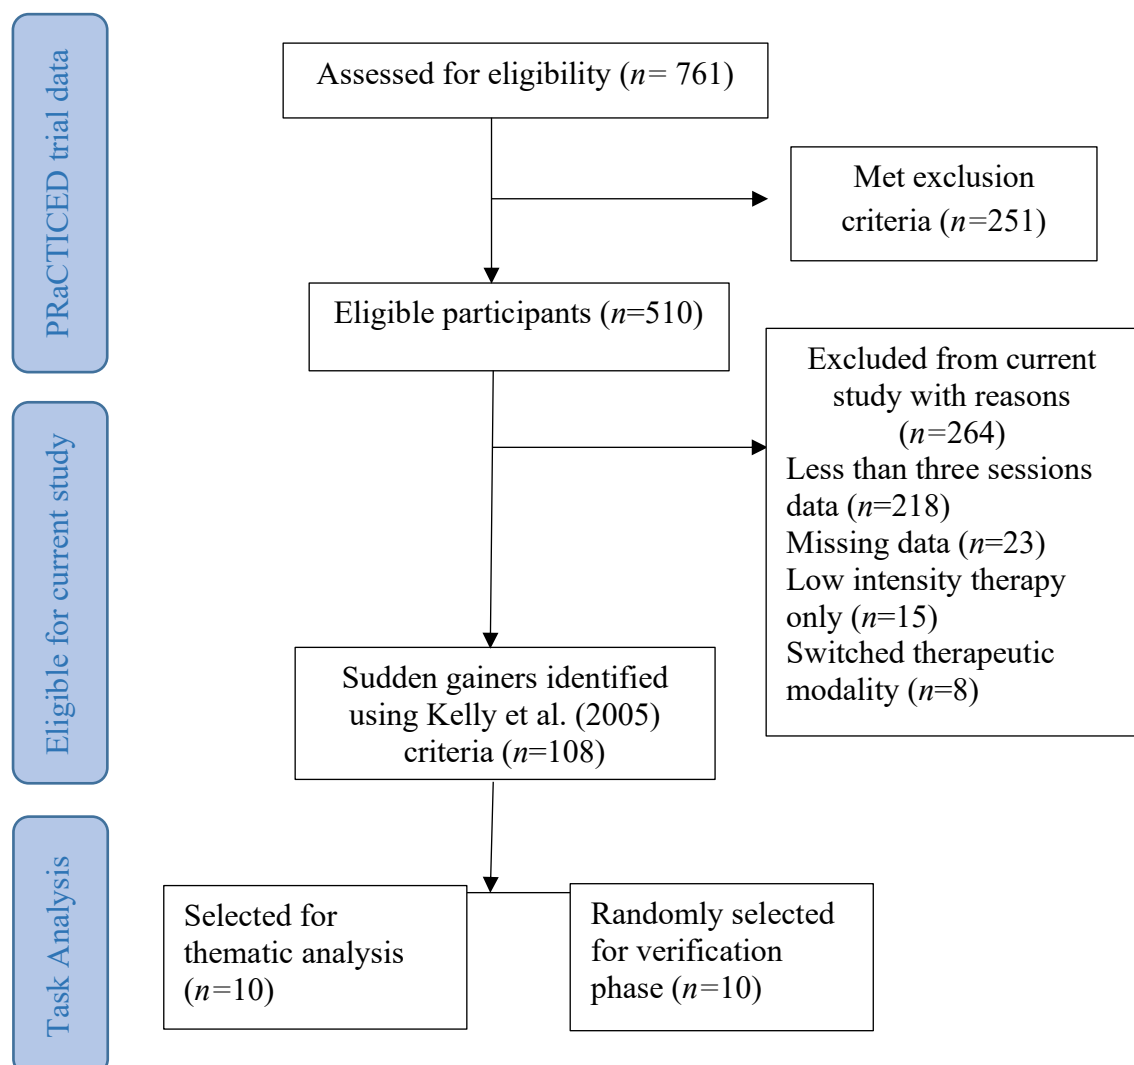 PRaCTICED trial data
Assessed for eligibility (n= 761)
Met exclusion
criteria (n=251)
Eligible participants (n=510)
Eligible for current study
Excluded from current
study with reasons
(n=264)
Less than three sessions
data (n=218)
Missing data (n=23)
Low intensity therapy
only (n=15)
Switched therapeutic
modality (n=8)
Sudden gainers identified
using Kelly et al. (2005)
criteria (n=108)
Task Analysis
Selected for
thematic analysis
(n=10)
Randomly selected
for verification
phase (n=10)